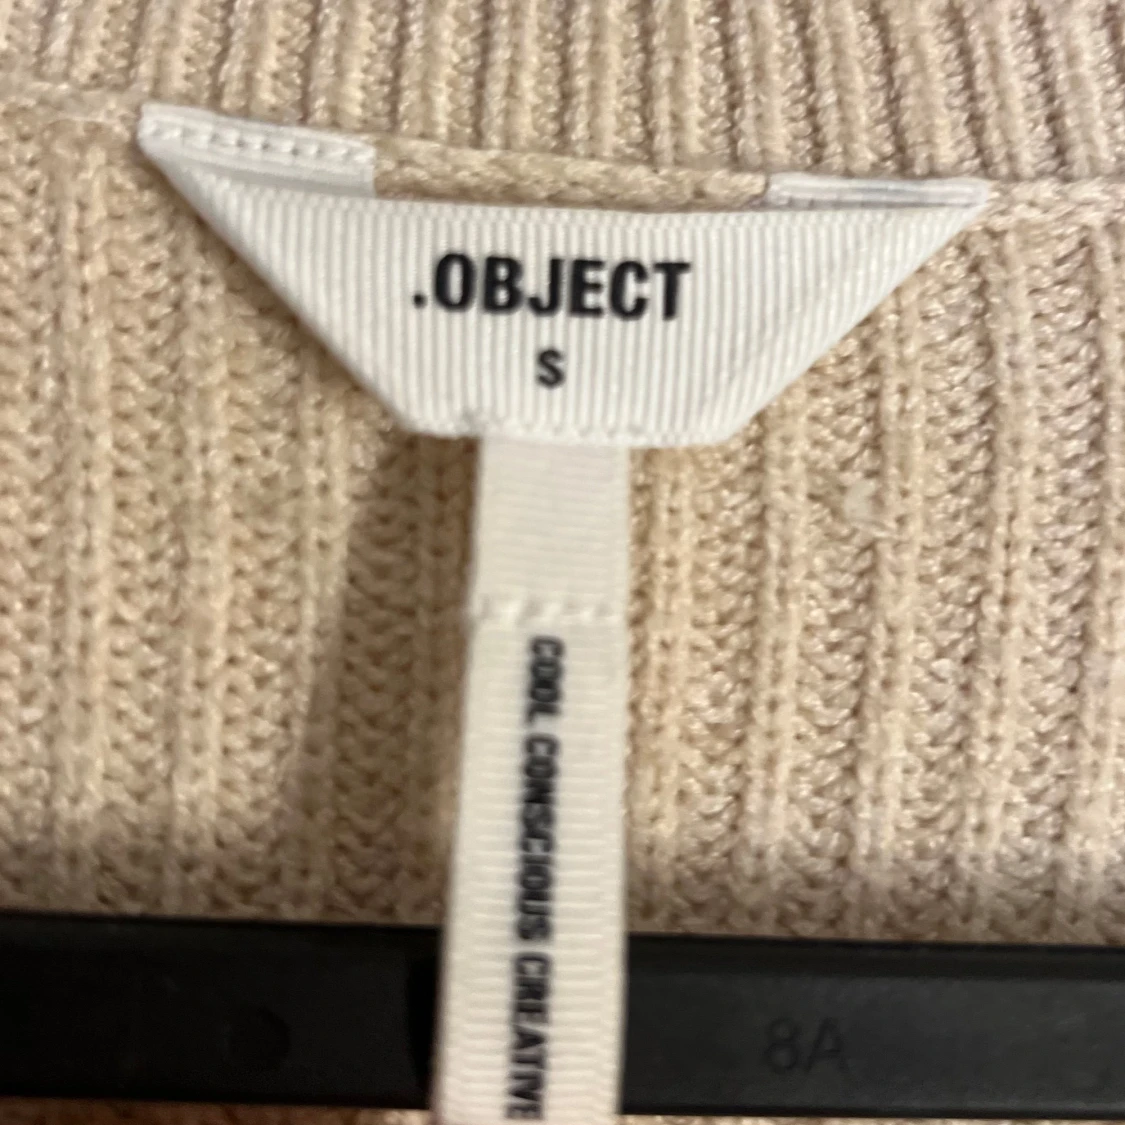 .OBJECT
S
COOL CONSCIOUS CREATIVE
8A